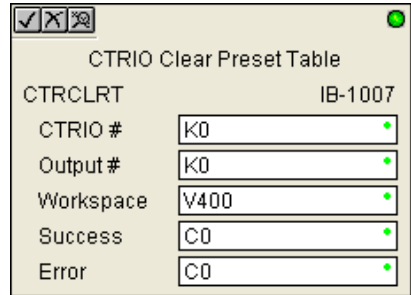 CTRIO Clear Preset Table
CTRCLRT IB-1007
CTRIO # K0
Output # K0
Workspace V400
Success C0
Error C0